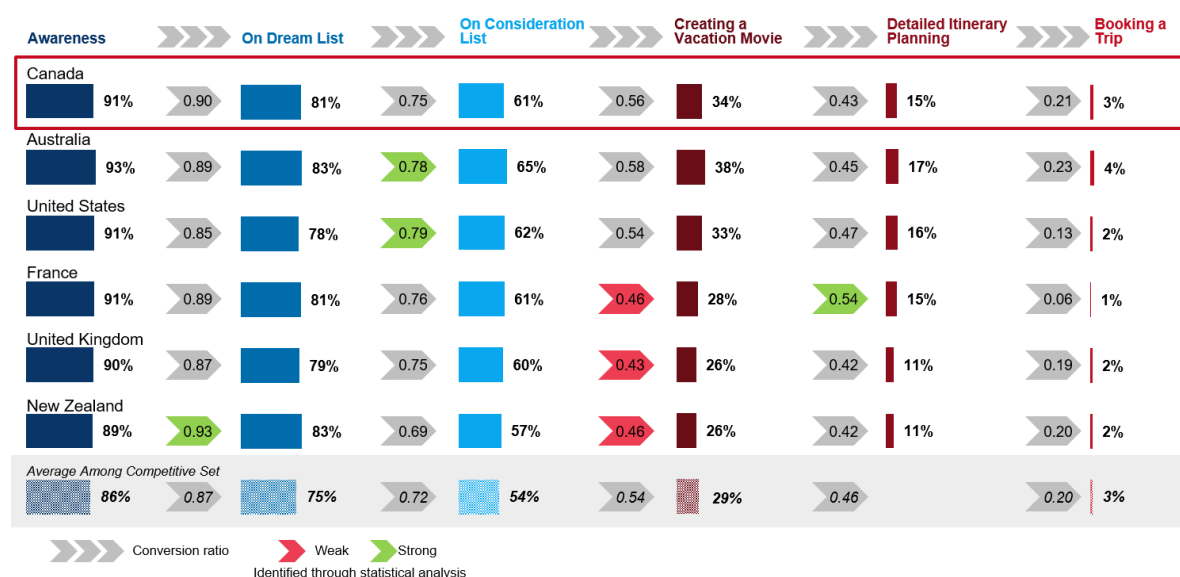 Awareness
On Dream List
On Consideration
List
Creating a
Vacation Movie
Detailed Itinerary
Planning
Booking a
Trip
Canada
91% 0.90 81% 0.75 61% 0.56 34% 0.43 15% 0.21 3%
Australia
93% 0.89 83% 0.78 65% 0.58 38% 0.45 17% 0.23 4%
United States
91% 0.85 78% 0.79 62% 0.54 33% 0.47 16% 0.13 2%
France
91% 0.89 81% 0.76 61% 0.46 28% 0.54 15% 0.06 1%
United Kingdom
90% 0.87 79% 0.75 60% 0.43 26% 0.42 11% 0.19 2%
New Zealand
89% 0.93 83% 0.69 57% 0.46 26% 0.42 11% 0.20 2%
Average Among Competitive Set
86% 0.87 75% 0.72 54% 0.54 29% 0.46 0.20 3%
Conversion ratio Weak Strong
Identified through statistical analysis